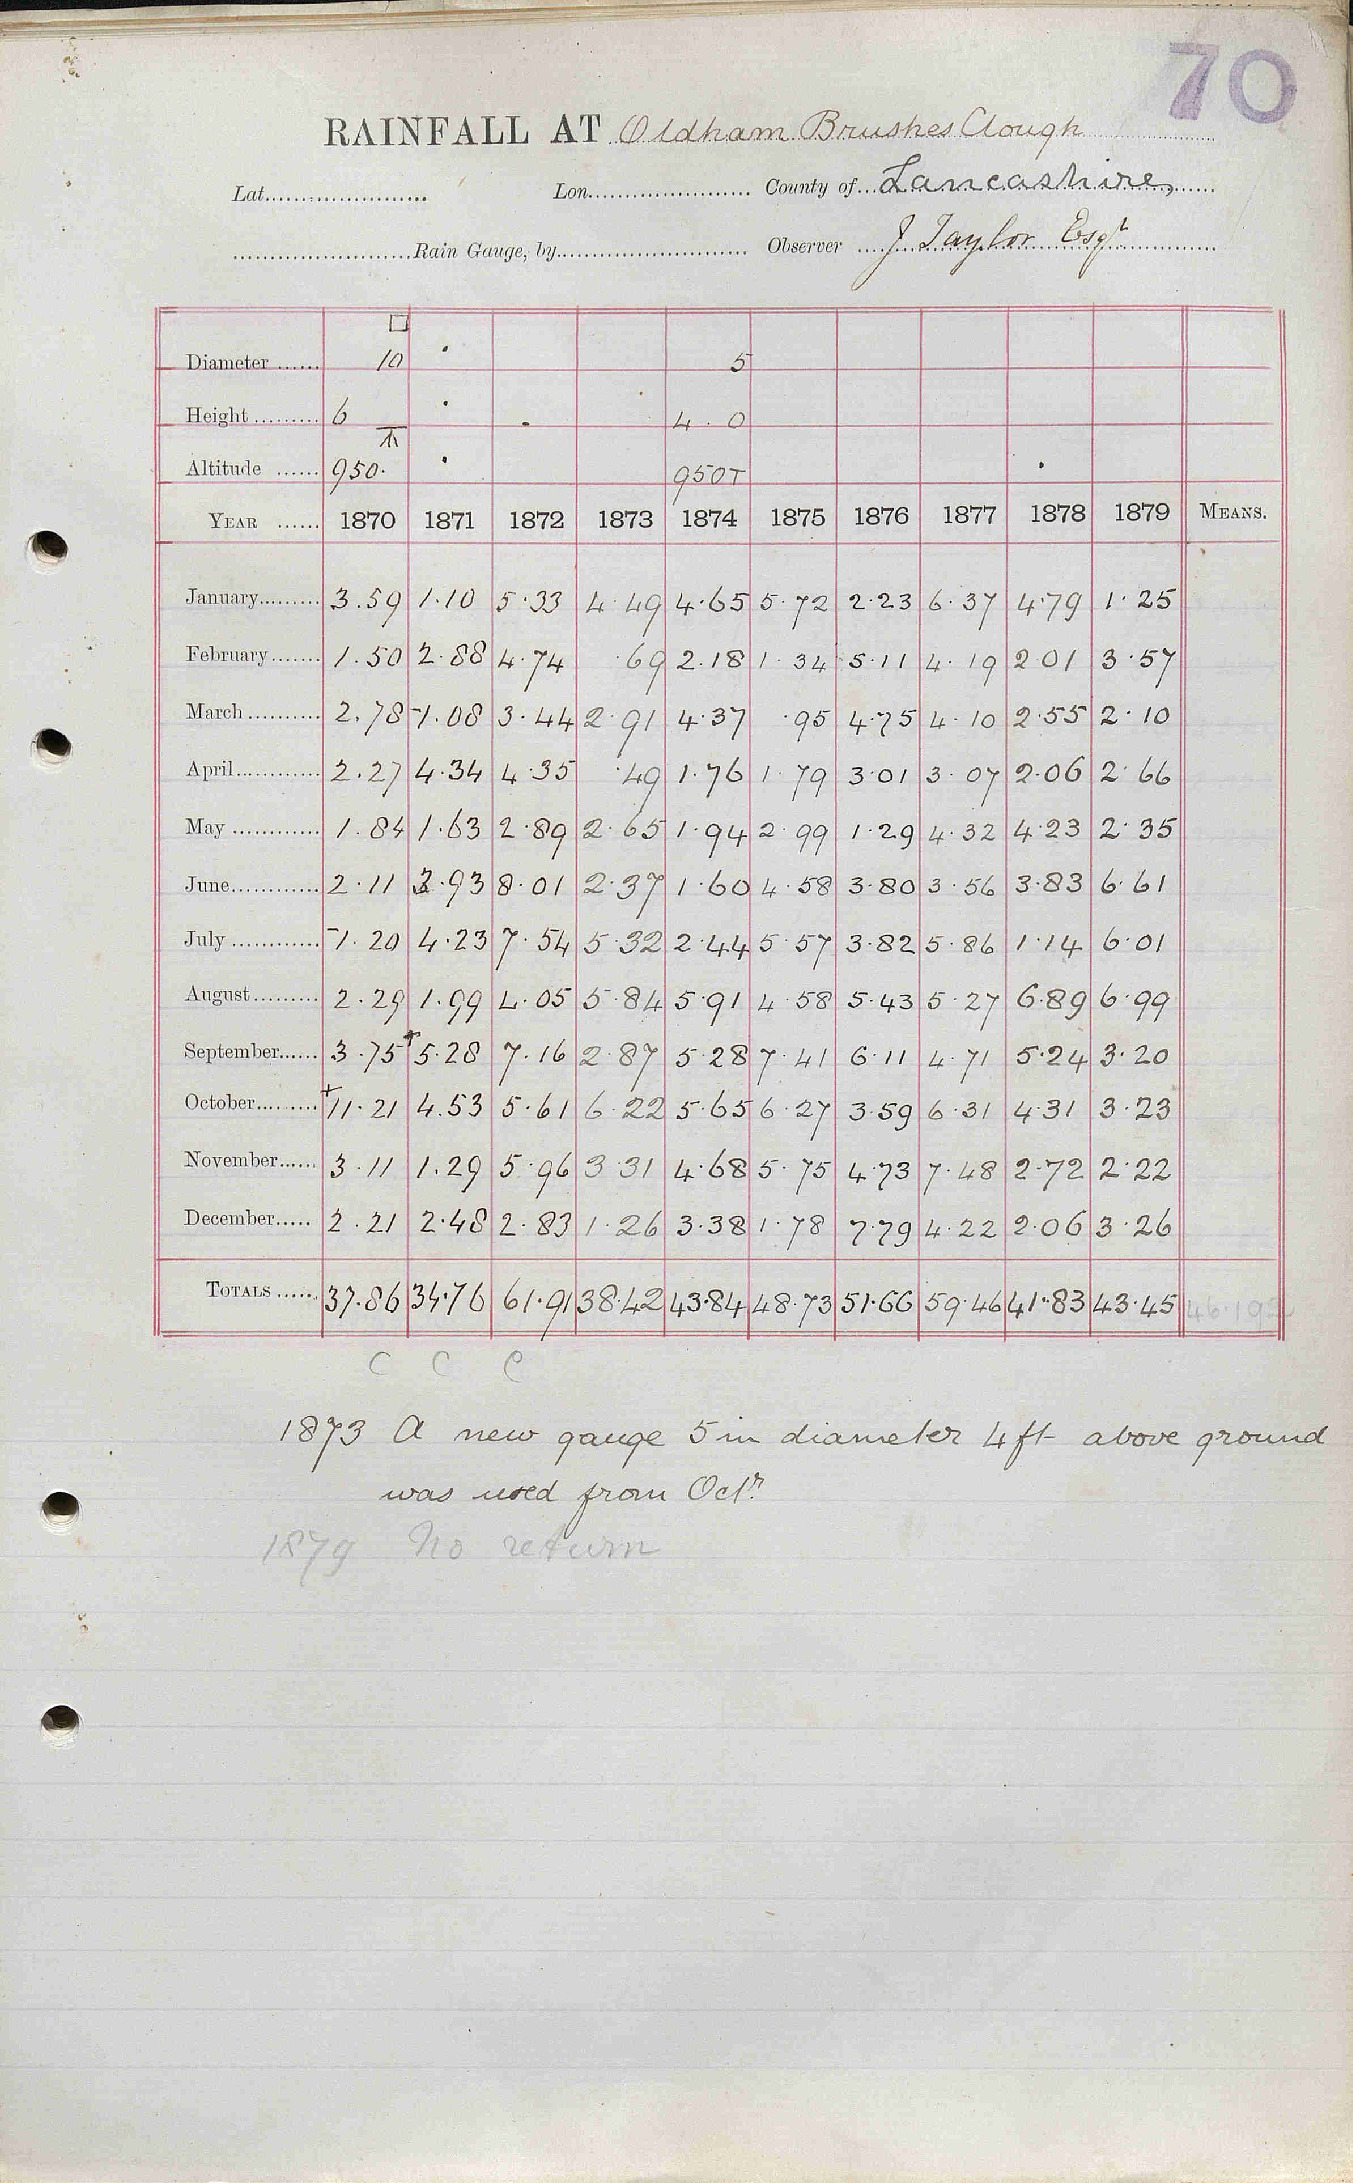 70
RAINFALL AT Oldham Brushes Clough
Lat. Lon. County of Lancashire,
Rain Gauge, by Observer J Taylor Esqr
Diameter 10 5
Height 6 4.0
Altitude 950. 950T
YEAR 1870 1871 1872 1873 1874 1875 1876 1877 1878 1879 MEANS.
January 3.59 1.10 5.33 4.49 4.65 5.72 2.23 6.37 4.79 1.25
February 1.50 2.88 4.74 .69 2.18 1.34 5.11 4.19 2.01 3.57
March 2.78 1.08 3.44 2.91 4.37 .95 4.75 4.10 2.55 2.10
April 2.27 4.34 4.35 .49 1.76 1.79 3.01 3.07 2.06 2.66
May 1.84 1.63 2.89 2.65 1.94 2.99 1.29 4.32 4.23 2.35
June 2.11 3.93 8.01 2.37 1.60 4.58 3.80 3.56 3.83 6.61
July 1.20 4.23 7.54 5.32 2.44 5.57 3.82 5.86 1.14 6.01
August 2.29 1.99 4.05 5.84 5.91 4.58 5.43 5.27 6.89 6.99
September 3.75 + 5.28 7.16 2.87 5.28 7.41 6.11 4.71 5.24 3.20
October + 11.21 4.53 5.61 6.22 5.65 6.27 3.59 6.31 4.31 3.23
November 3.11 1.29 5.96 3.31 4.68 5.75 4.73 7.48 2.72 2.22
December 2.21 2.48 2.83 1.26 3.38 1.78 7.79 4.22 2.06 3.26
TOTALS 37.86 34.76 61.91 38.42 43.84 48.73 51.66 59.46 41.83 43.45 46.192
C C C
1873 A new gauge 5 in diameter 4 ft above ground
was used from Octr.
1879 No return